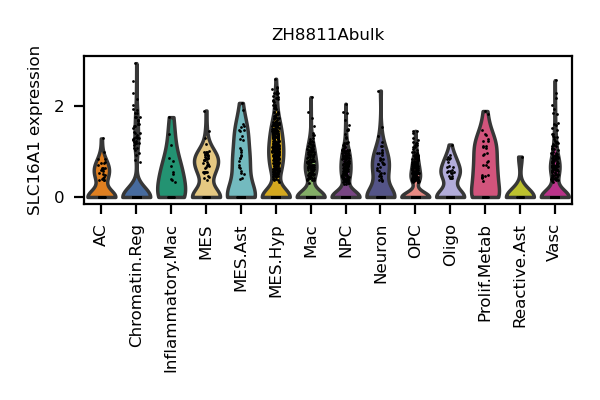 ZH8811Abulk
SLC16A1 expression
2
0
AC
Chromatin.Reg
Inflammatory.Mac
MES
MES.Ast
MES.Hyp
Mac
NPC
Neuron
OPC
Oligo
Prolif.Metab
Reactive.Ast
Vasc